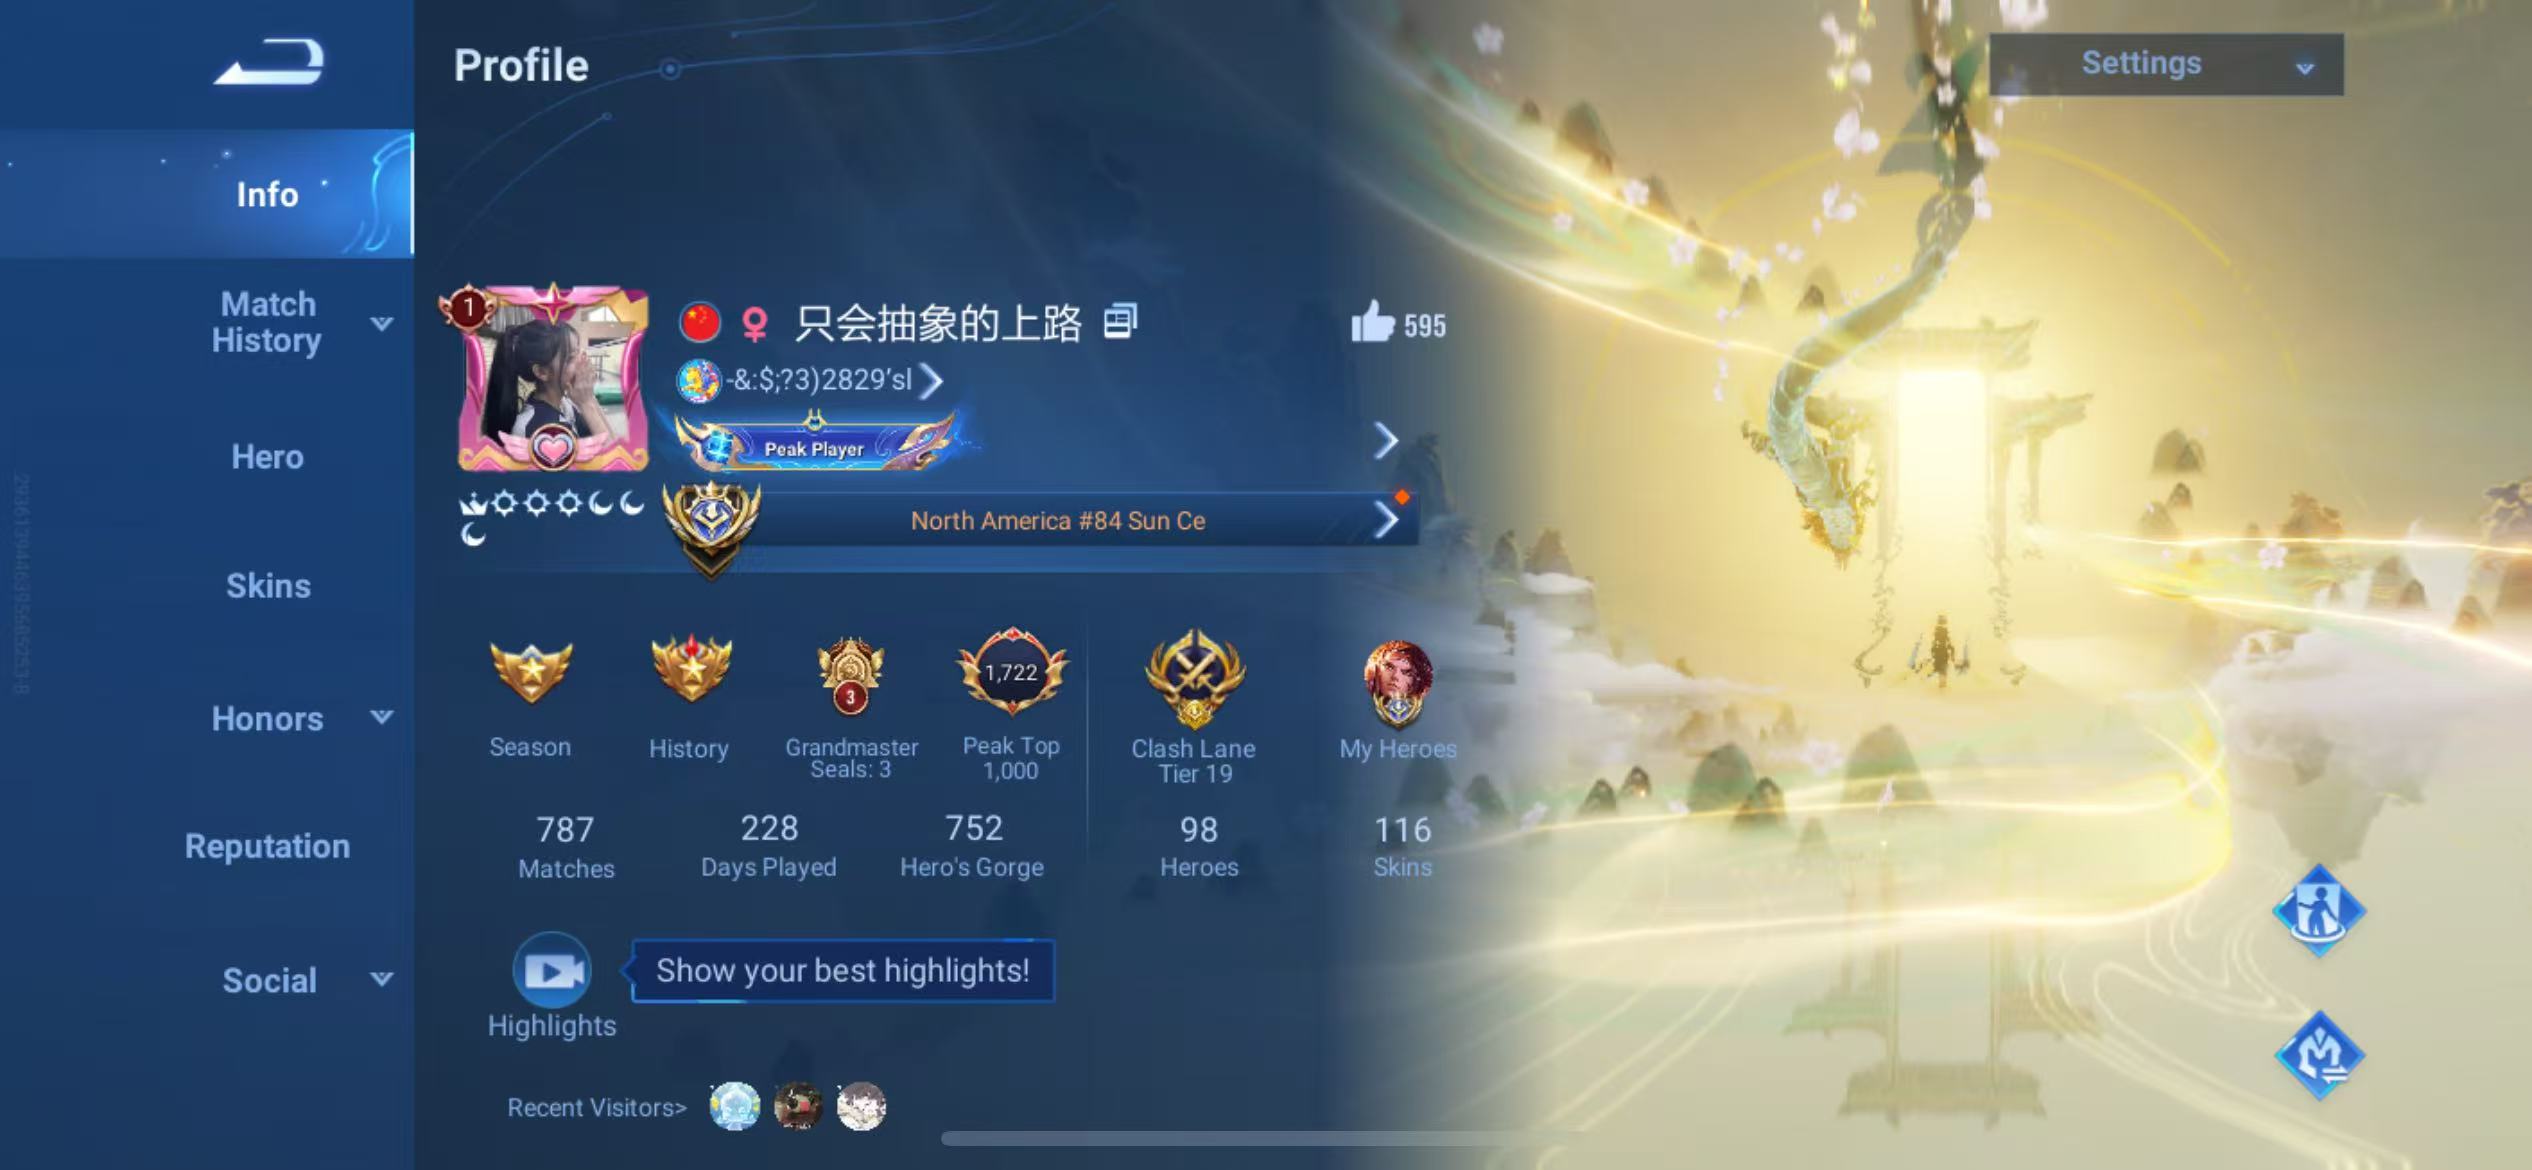 Profile
Settings
Info
Match
History
Hero
Skins
Honors
Reputation
Social
1
只会抽象的上路
595
-&:$;?3)2829'sl
Peak Player
North America #84 Sun Ce
3
1,722
Season
History
Grandmaster
Seals: 3
Peak Top
1,000
Clash Lane
Tier 19
My Heroes
787
Matches
228
Days Played
752
Hero's Gorge
98
Heroes
116
Skins
Show your best highlights!
Highlights
Recent Visitors>